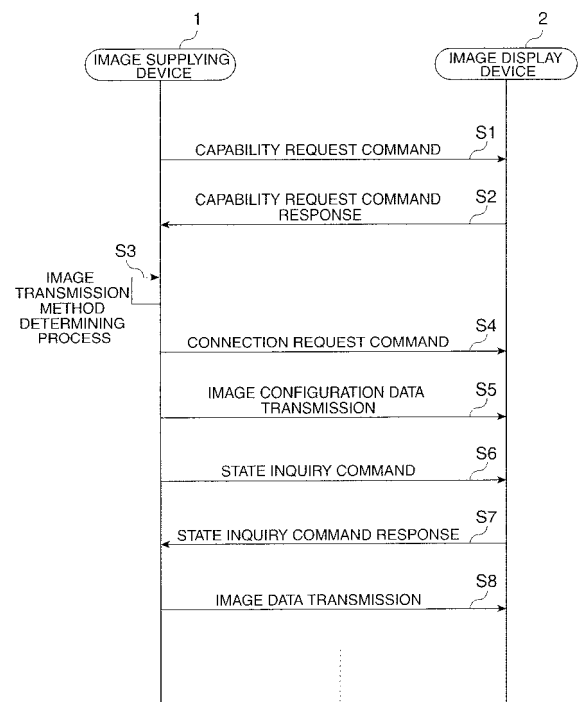 1
2
IMAGE SUPPLYING
DEVICE
IMAGE DISPLAY
DEVICE
S1
CAPABILITY REQUEST COMMAND
S2
CAPABILITY REQUEST COMMAND
RESPONSE
S3
IMAGE
TRANSMISSION
METHOD
DETERMINING
PROCESS
S4
CONNECTION REQUEST COMMAND
S5
IMAGE CONFIGURATION DATA
TRANSMISSION
S6
STATE INQUIRY COMMAND
S7
STATE INQUIRY COMMAND RESPONSE
S8
IMAGE DATA TRANSMISSION